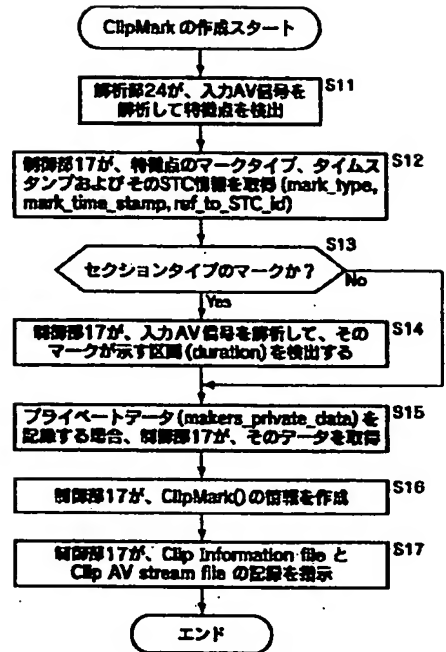 ClipMark の作成スタート
S11
解析部24が、入力AV信号を
解析して特徴点を検出
S12
制御部17が、特徴点のマークタイプ、タイムス
タンプおよびそのSTC情報を取得 (mark_type,
mark_time_stamp, ref_to_STC_id)
S13
セクションタイプのマークか?
No
Yes
S14
制御部17が、入力AV信号を解析して、その
マークが示す区間 (duration) を検出する
S15
プライベートデータ (makers_private_data) を
記録する場合、制御部17が、そのデータを取得
S16
制御部17が、ClipMark()の情報を作成
S17
制御部17が、Clip Information file と
Clip AV stream file の記録を指示
エンド